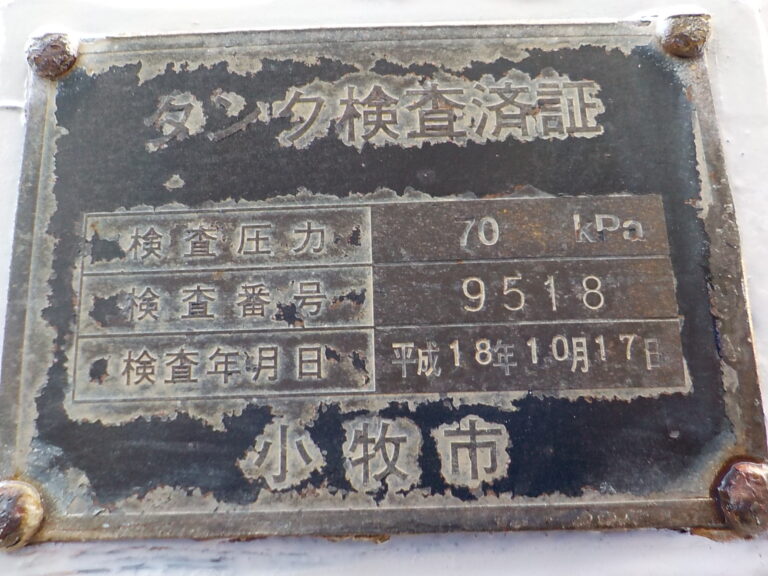 タンク検査済証
検査圧力 70 kPa
検査番号 9518
検査年月日 平成18年10月17日
小牧市